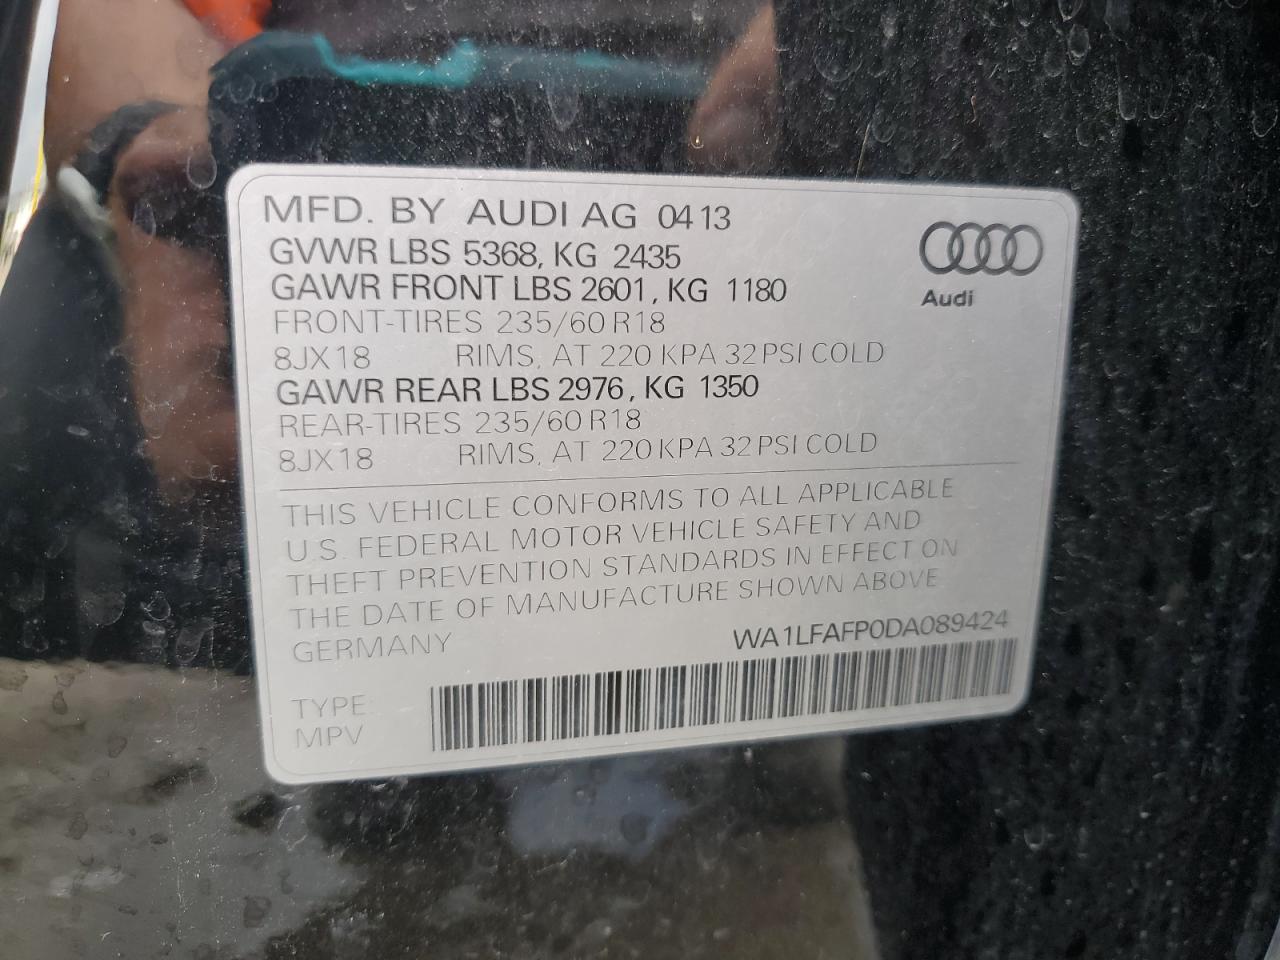 MFD. BY AUDI AG 0413
GVWR LBS 5368, KG 2435
GAWR FRONT LBS 2601, KG 1180
FRONT-TIRES 235/60 R18
8JX18 RIMS, AT 220 KPA 32 PSI COLD
GAWR REAR LBS 2976, KG 1350
REAR-TIRES 235/60 R18
8JX18 RIMS, AT 220 KPA 32 PSI COLD
Audi
THIS VEHICLE CONFORMS TO ALL APPLICABLE
U.S. FEDERAL MOTOR VEHICLE SAFETY AND
THEFT PREVENTION STANDARDS IN EFFECT ON
THE DATE OF MANUFACTURE SHOWN ABOVE
GERMANY WA1LFAFP0DA089424
TYPE:
MPV